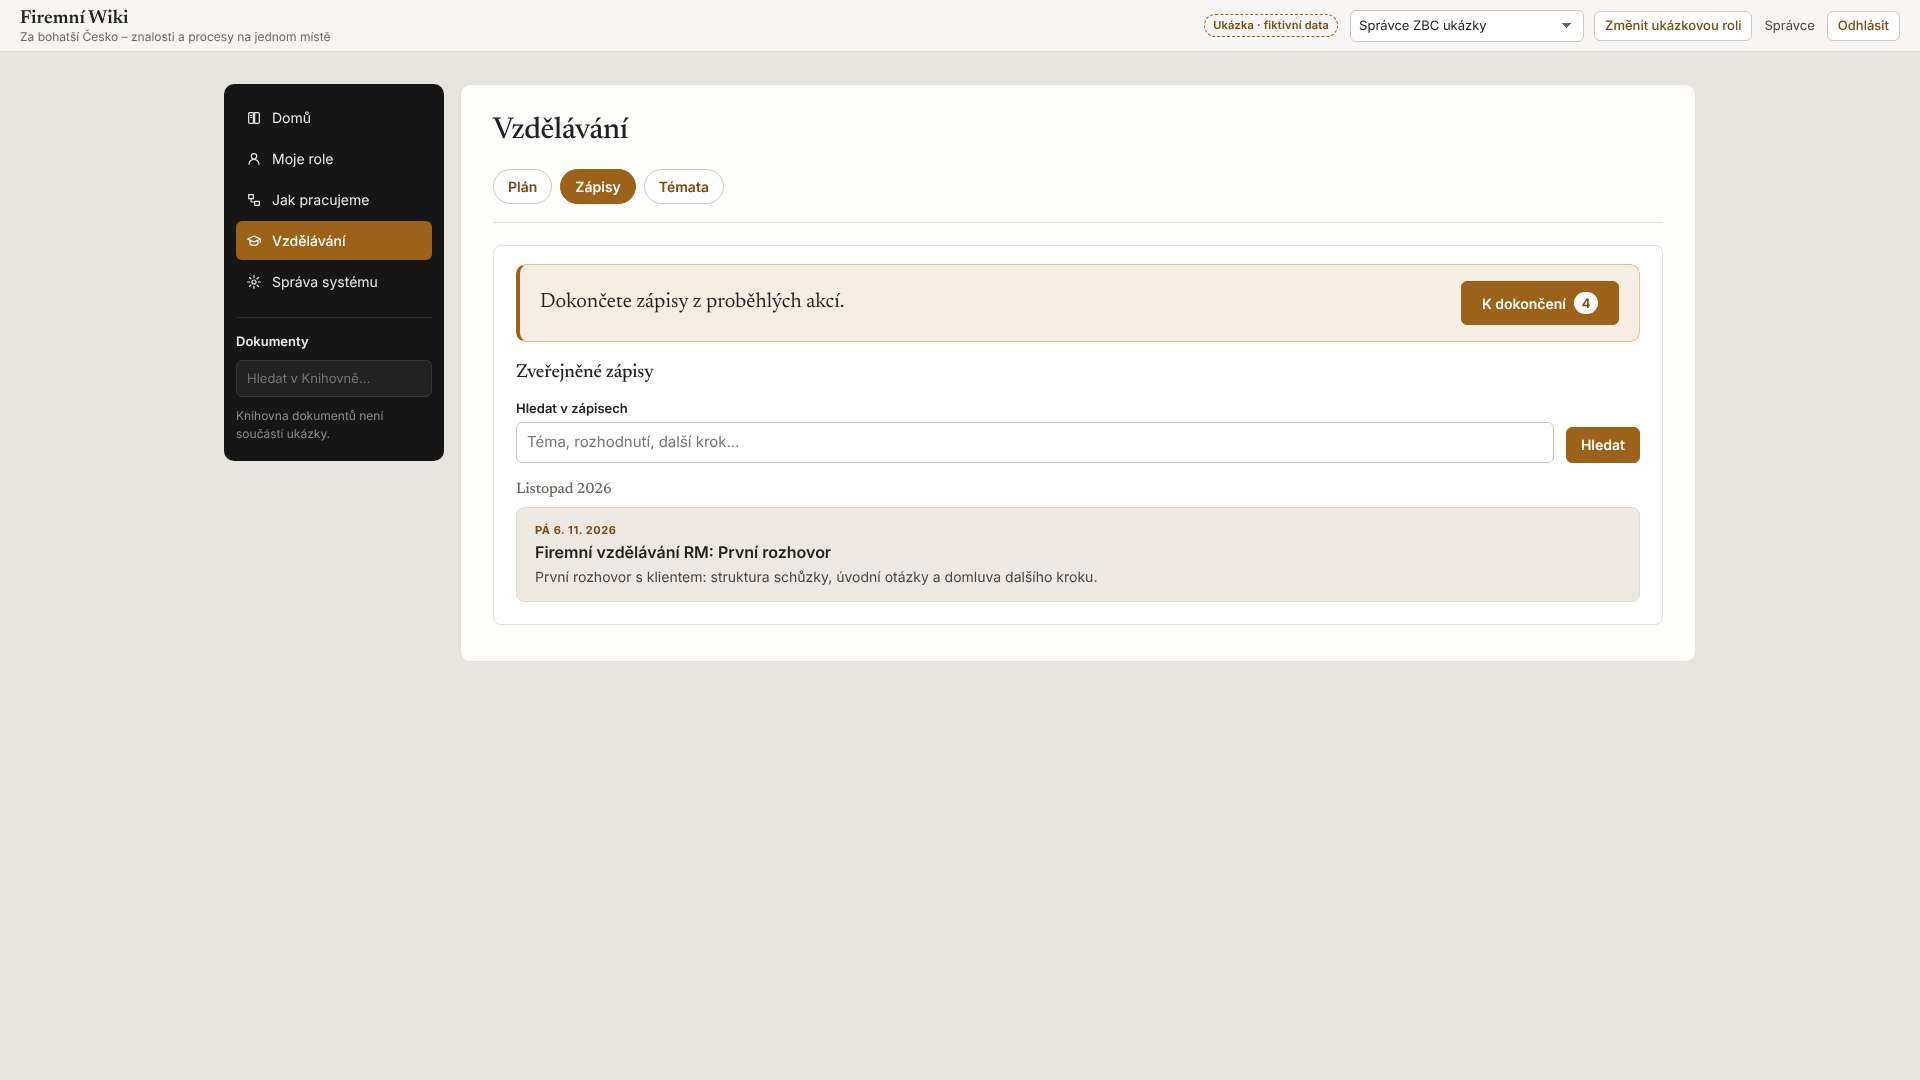 Firemní Wiki
Za bohatší Česko – znalosti a procesy na jednom místě
Ukázka · fiktivní data
Správce ZBC ukázky
Změnit ukázkovou roli
Správce
Odhlásit
Domů
Moje role
Jak pracujeme
Vzdělávání
Správa systému
Dokumenty
Hledat v Knihovně...
Knihovna dokumentů není
součástí ukázky.
Vzdělávání
Plán
Zápisy
Témata
Dokončete zápisy z proběhlých akcí.
K dokončení 4
Zveřejněné zápisy
Hledat v zápisech
Téma, rozhodnutí, další krok...
Hledat
Listopad 2026
PÁ 6. 11. 2026
Firemní vzdělávání RM: První rozhovor
První rozhovor s klientem: struktura schůzky, úvodní otázky a domluva dalšího kroku.